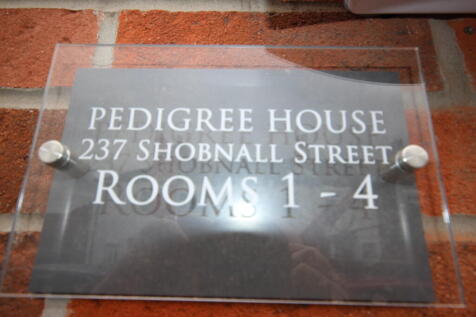 PEDIGREE HOUSE
237 SHOBNALL STREET
ROOMS 1 - 4